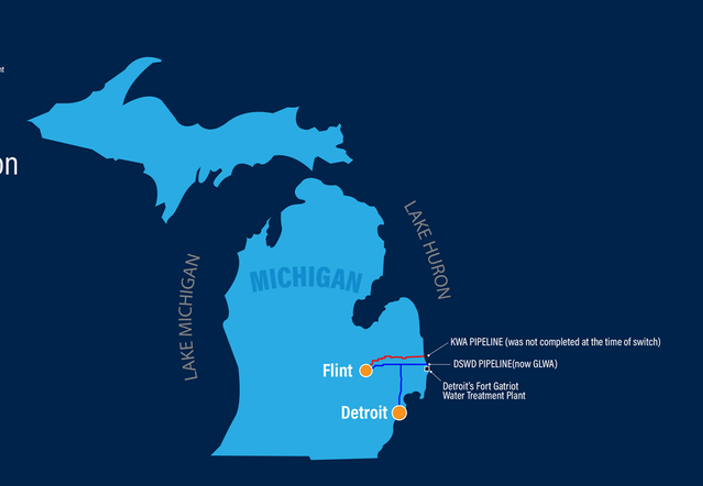 nt
on
LAKE HURON
MICHIGAN
LAKE MICHIGAN
KWA PIPELINE (was not completed at the time of switch)
DSWD PIPELINE(now GLWA)
Flint
Detroit's Fort Gatriot
Water Treatment Plant
Detroit